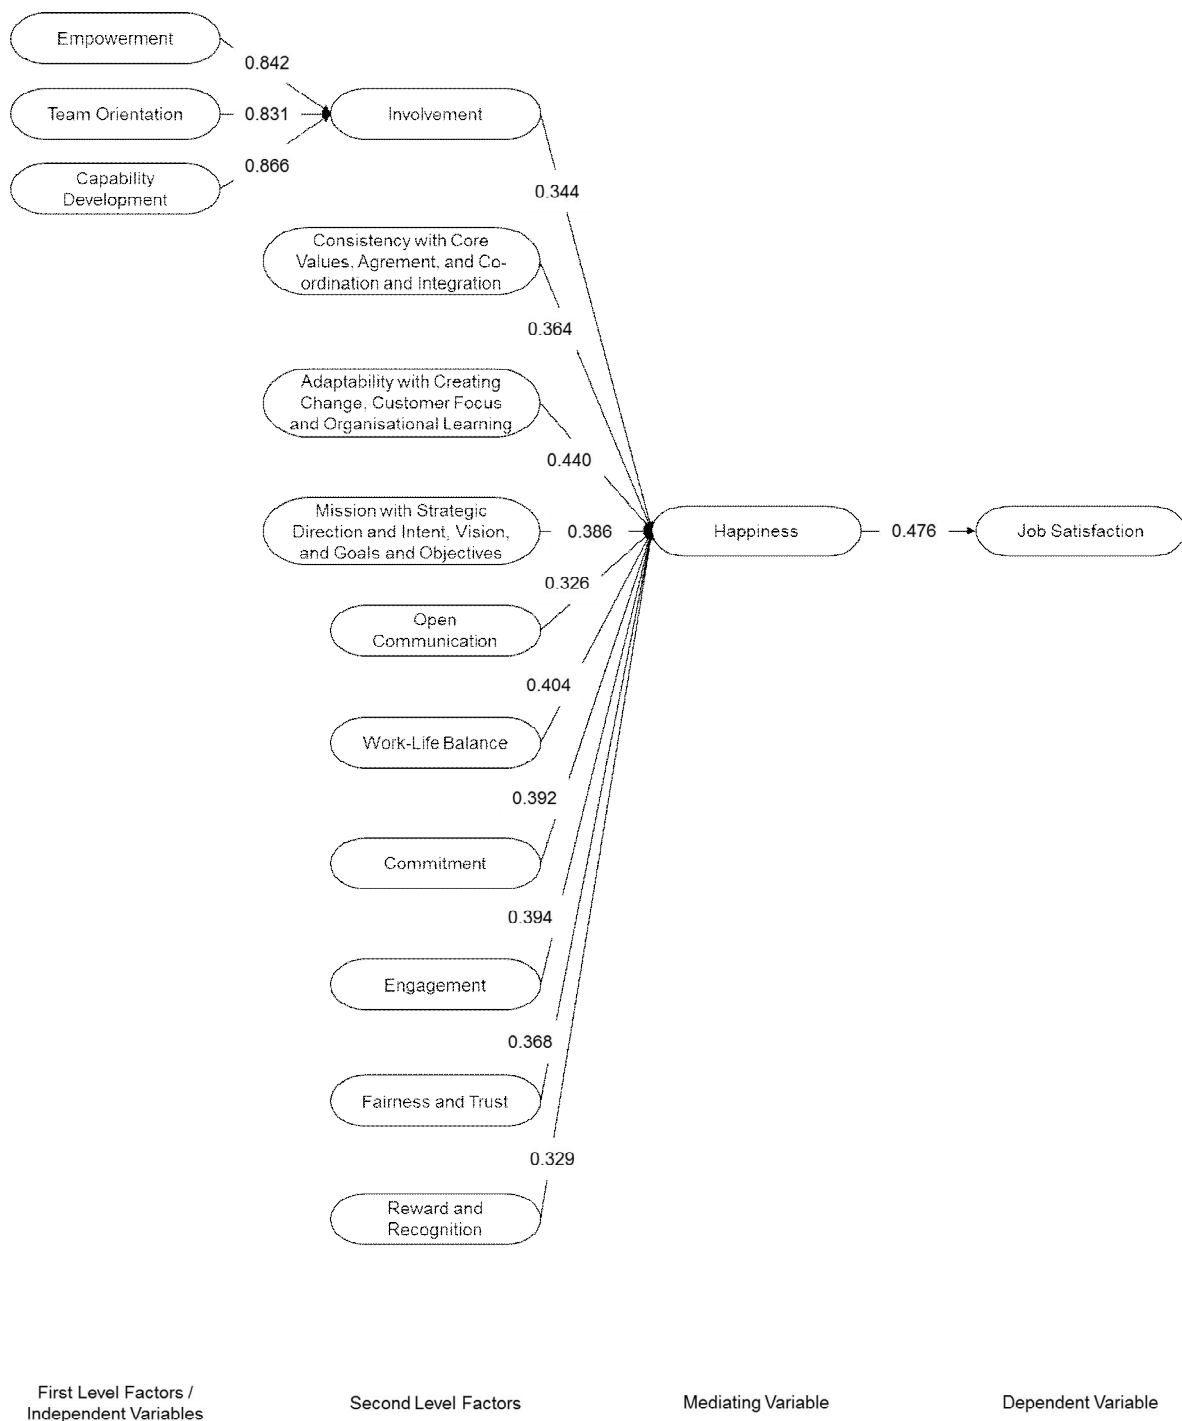 Empowerment
0.842
Team Orientation
0.831
Involvement
0.866
Capability
Development
0.344
Consistency with Core
Values, Agrement, and Co-
ordination and Integration
0.364
Adaptability with Creating
Change, Customer Focus
and Organisational Learning
0.440
Mission with Strategic
Direction and Intent, Vision,
and Goals and Objectives
0.386
Happiness
0.476
Job Satisfaction
0.326
Open
Communication
0.404
Work-Life Balance
0.392
Commitment
0.394
Engagement
0.368
Fairness and Trust
0.329
Reward and
Recognition
First Level Factors /
Independent Variables
Second Level Factors
Mediating Variable
Dependent Variable